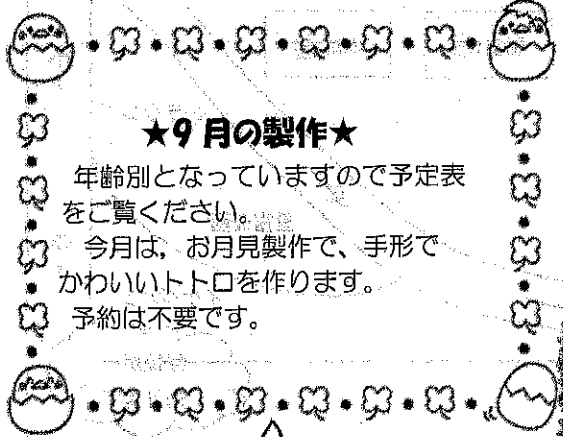 ★9月の製作★
年齢別となっていますので予定表
をご覧ください。
今月は，お月見製作で、手形で
かわいいトトロを作ります。
予約は不要です。